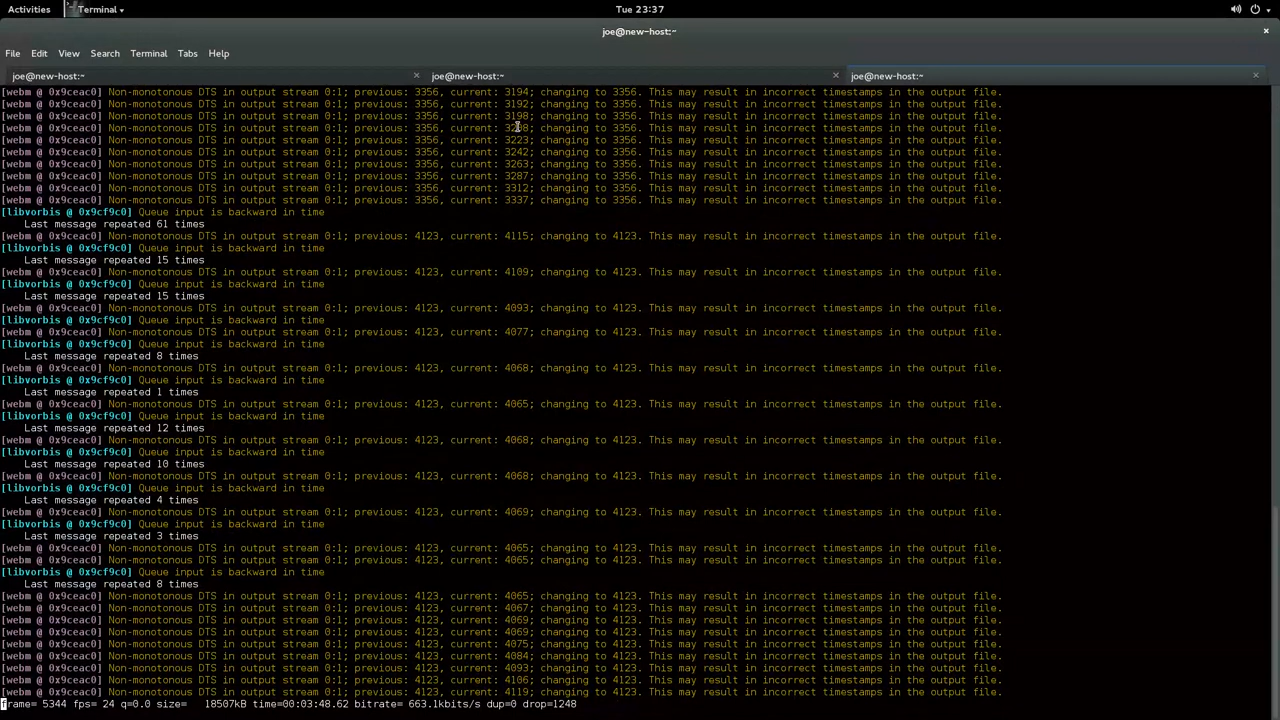 Activities Terminal Tue 23:37
joe@new-host:~
File Edit View Search Terminal Tabs Help
joe@new-host:~ joe@new-host:~ joe@new-host:~
[webm @ 0x9ceac0] Non-monotonous DTS in output stream 0:1; previous: 3356, current: 3194; changing to 3356. This may result in incorrect timestamps in the output file.
[webm @ 0x9ceac0] Non-monotonous DTS in output stream 0:1; previous: 3356, current: 3192; changing to 3356. This may result in incorrect timestamps in the output file.
[webm @ 0x9ceac0] Non-monotonous DTS in output stream 0:1; previous: 3356, current: 3198; changing to 3356. This may result in incorrect timestamps in the output file.
[webm @ 0x9ceac0] Non-monotonous DTS in output stream 0:1; previous: 3356, current: changing to 3356. This may result in incorrect timestamps in the output file.
[webm @ 0x9ceac0] Non-monotonous DTS in output stream 0:1; previous: 3356, current: 3223; changing to 3356. This may result in incorrect timestamps in the output file.
[webm @ 0x9ceac0] Non-monotonous DTS in output stream 0:1; previous: 3356, current: 3242; changing to 3356. This may result in incorrect timestamps in the output file.
[webm @ 0x9ceac0] Non-monotonous DTS in output stream 0:1; previous: 3356, current: 3263; changing to 3356. This may result in incorrect timestamps in the output file.
[webm @ 0x9ceac0] Non-monotonous DTS in output stream 0:1; previous: 3356, current: 3287; changing to 3356. This may result in incorrect timestamps in the output file.
[webm @ 0x9ceac0] Non-monotonous DTS in output stream 0:1; previous: 3356, current: 3312; changing to 3356. This may result in incorrect timestamps in the output file.
[webm @ 0x9ceac0] Non-monotonous DTS in output stream 0:1; previous: 3356, current: 3337; changing to 3356. This may result in incorrect timestamps in the output file.
[libvorbis @ 0x9cf9c0] Queue input is backward in time
Last message repeated 61 times
[webm @ 0x9ceac0] Non-monotonous DTS in output stream 0:1; previous: 4123, current: 4115; changing to 4123. This may result in incorrect timestamps in the output file.
[libvorbis @ 0x9cf9c0] Queue input is backward in time
Last message repeated 15 times
[webm @ 0x9ceac0] Non-monotonous DTS in output stream 0:1; previous: 4123, current: 4109; changing to 4123. This may result in incorrect timestamps in the output file.
[libvorbis @ 0x9cf9c0] Queue input is backward in time
Last message repeated 15 times
[webm @ 0x9ceac0] Non-monotonous DTS in output stream 0:1; previous: 4123, current: 4093; changing to 4123. This may result in incorrect timestamps in the output file.
[libvorbis @ 0x9cf9c0] Queue input is backward in time
[webm @ 0x9ceac0] Non-monotonous DTS in output stream 0:1; previous: 4123, current: 4077; changing to 4123. This may result in incorrect timestamps in the output file.
[libvorbis @ 0x9cf9c0] Queue input is backward in time
Last message repeated 8 times
[webm @ 0x9ceac0] Non-monotonous DTS in output stream 0:1; previous: 4123, current: 4068; changing to 4123. This may result in incorrect timestamps in the output file.
[libvorbis @ 0x9cf9c0] Queue input is backward in time
Last message repeated 1 times
[webm @ 0x9ceac0] Non-monotonous DTS in output stream 0:1; previous: 4123, current: 4065; changing to 4123. This may result in incorrect timestamps in the output file.
[libvorbis @ 0x9cf9c0] Queue input is backward in time
Last message repeated 12 times
[webm @ 0x9ceac0] Non-monotonous DTS in output stream 0:1; previous: 4123, current: 4068; changing to 4123. This may result in incorrect timestamps in the output file.
[libvorbis @ 0x9cf9c0] Queue input is backward in time
Last message repeated 10 times
[webm @ 0x9ceac0] Non-monotonous DTS in output stream 0:1; previous: 4123, current: 4068; changing to 4123. This may result in incorrect timestamps in the output file.
[libvorbis @ 0x9cf9c0] Queue input is backward in time
Last message repeated 4 times
[webm @ 0x9ceac0] Non-monotonous DTS in output stream 0:1; previous: 4123, current: 4069; changing to 4123. This may result in incorrect timestamps in the output file.
[libvorbis @ 0x9cf9c0] Queue input is backward in time
Last message repeated 3 times
[webm @ 0x9ceac0] Non-monotonous DTS in output stream 0:1; previous: 4123, current: 4065; changing to 4123. This may result in incorrect timestamps in the output file.
[webm @ 0x9ceac0] Non-monotonous DTS in output stream 0:1; previous: 4123, current: 4065; changing to 4123. This may result in incorrect timestamps in the output file.
[libvorbis @ 0x9cf9c0] Queue input is backward in time
Last message repeated 8 times
[webm @ 0x9ceac0] Non-monotonous DTS in output stream 0:1; previous: 4123, current: 4065; changing to 4123. This may result in incorrect timestamps in the output file.
[webm @ 0x9ceac0] Non-monotonous DTS in output stream 0:1; previous: 4123, current: 4067; changing to 4123. This may result in incorrect timestamps in the output file.
[webm @ 0x9ceac0] Non-monotonous DTS in output stream 0:1; previous: 4123, current: 4069; changing to 4123. This may result in incorrect timestamps in the output file.
[webm @ 0x9ceac0] Non-monotonous DTS in output stream 0:1; previous: 4123, current: 4069; changing to 4123. This may result in incorrect timestamps in the output file.
[webm @ 0x9ceac0] Non-monotonous DTS in output stream 0:1; previous: 4123, current: 4075; changing to 4123. This may result in incorrect timestamps in the output file.
[webm @ 0x9ceac0] Non-monotonous DTS in output stream 0:1; previous: 4123, current: 4084; changing to 4123. This may result in incorrect timestamps in the output file.
[webm @ 0x9ceac0] Non-monotonous DTS in output stream 0:1; previous: 4123, current: 4093; changing to 4123. This may result in incorrect timestamps in the output file.
[webm @ 0x9ceac0] Non-monotonous DTS in output stream 0:1; previous: 4123, current: 4106; changing to 4123. This may result in incorrect timestamps in the output file.
[webm @ 0x9ceac0] Non-monotonous DTS in output stream 0:1; previous: 4123, current: 4119; changing to 4123. This may result in incorrect timestamps in the output file.
frame= 5344 fps= 24 q=0.0 size= 18507kB time=00:03:48.62 bitrate= 663.1kbits/s dup=0 drop=1248